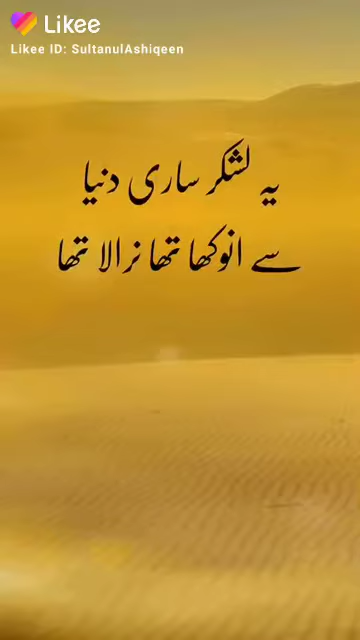 Likee
Likee ID: SultanulAshiqeen
یہ لشکر ساری دنیا
سے انوکھا تھا نرالا تھا